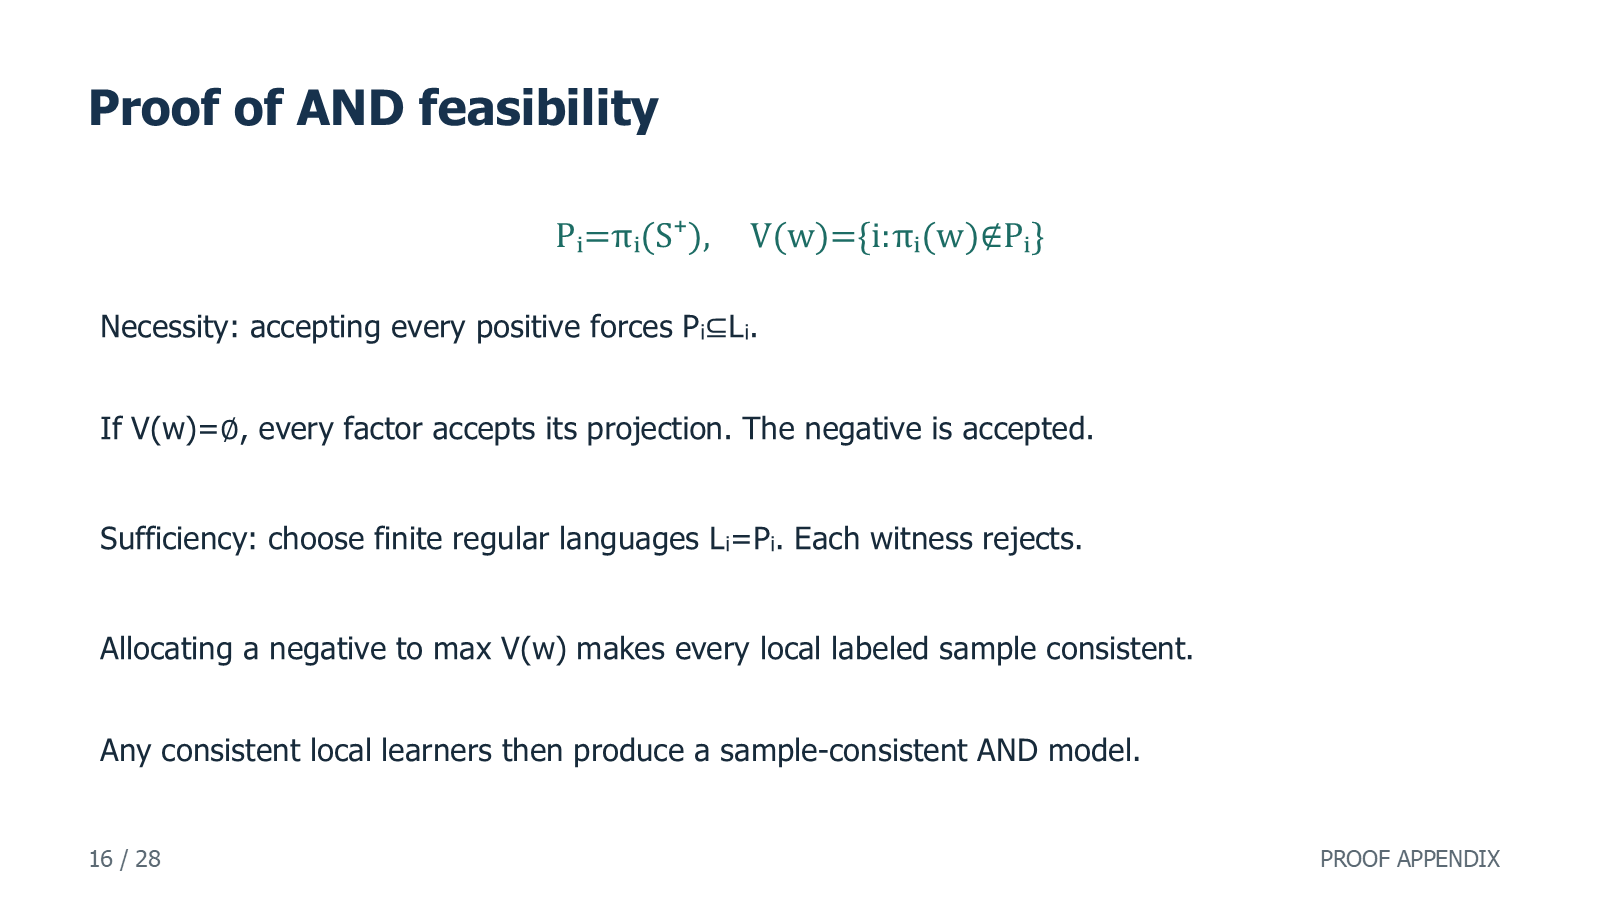 Proof of AND feasibility
Pᵢ=πᵢ(S⁺), V(w)={i:πᵢ(w)∉Pᵢ}
Necessity: accepting every positive forces Pᵢ⊆Lᵢ.
If V(w)=∅, every factor accepts its projection. The negative is accepted.
Sufficiency: choose finite regular languages Lᵢ=Pᵢ. Each witness rejects.
Allocating a negative to max V(w) makes every local labeled sample consistent.
Any consistent local learners then produce a sample-consistent AND model.
16 / 28
PROOF APPENDIX